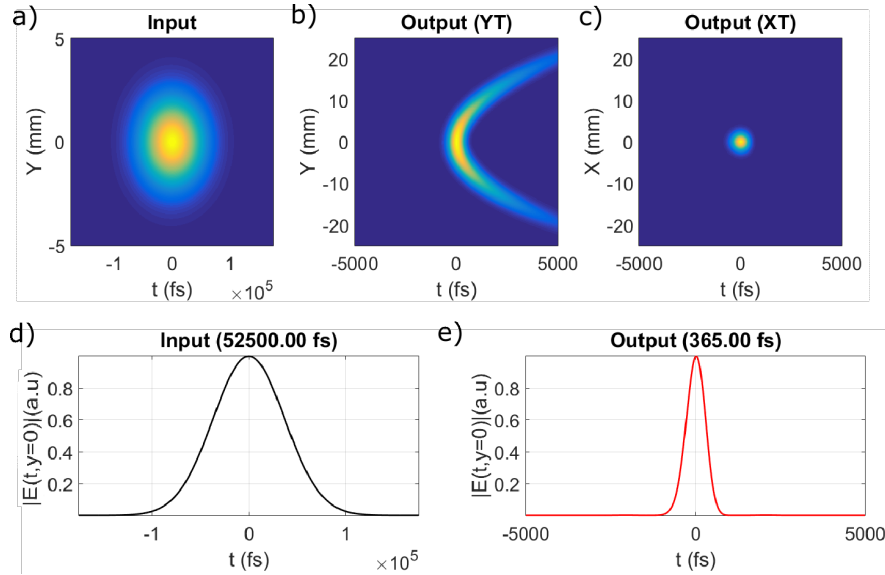 a)
Input
Y (mm)
5
0
-5
-1 0 1
t (fs)
×10^5
b)
Output (YT)
Y (mm)
20
10
0
-10
-20
-5000 0 5000
t (fs)
c)
Output (XT)
X (mm)
20
10
0
-10
-20
-5000 0 5000
t (fs)
d)
Input (52500.00 fs)
|E(t,y=0)|(a.u)
0.8
0.6
0.4
0.2
-1 0 1
t (fs)
×10^5
e)
Output (365.00 fs)
|E(t,y=0)|(a.u)
0.8
0.6
0.4
0.2
-5000 0 5000
t (fs)